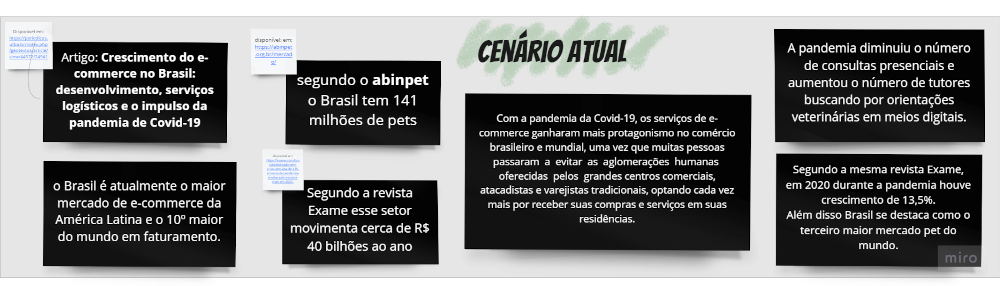 Disponível em:
Artigo: Crescimento do e-
commerce no Brasil:
desenvolvimento, serviços
logísticos e o impulso da
pandemia de Covid-19
o Brasil é atualmente o maior
mercado de e-commerce da
América Latina e o 10º maior
do mundo em faturamento.
disponível em:
https://abinpet.
org.br/mercad
o/
segundo o abinpet
o Brasil tem 141
milhões de pets
Segundo a revista
Exame esse setor
movimenta cerca de R$
40 bilhões ao ano
CENÁRIO ATUAL
Com a pandemia da Covid-19, os serviços de e-
commerce ganharam mais protagonismo no comércio
brasileiro e mundial, uma vez que muitas pessoas
passaram a evitar as aglomerações humanas
oferecidas pelos grandes centros comerciais,
atacadistas e varejistas tradicionais, optando cada vez
mais por receber suas compras e serviços em suas
residências.
A pandemia diminuiu o número
de consultas presenciais e
aumentou o número de tutores
buscando por orientações
veterinárias em meios digitais.
Segundo a mesma revista Exame,
em 2020 durante a pandemia houve
crescimento de 13,5%.
Além disso Brasil se destaca como o
terceiro maior mercado pet do
mundo.
miro